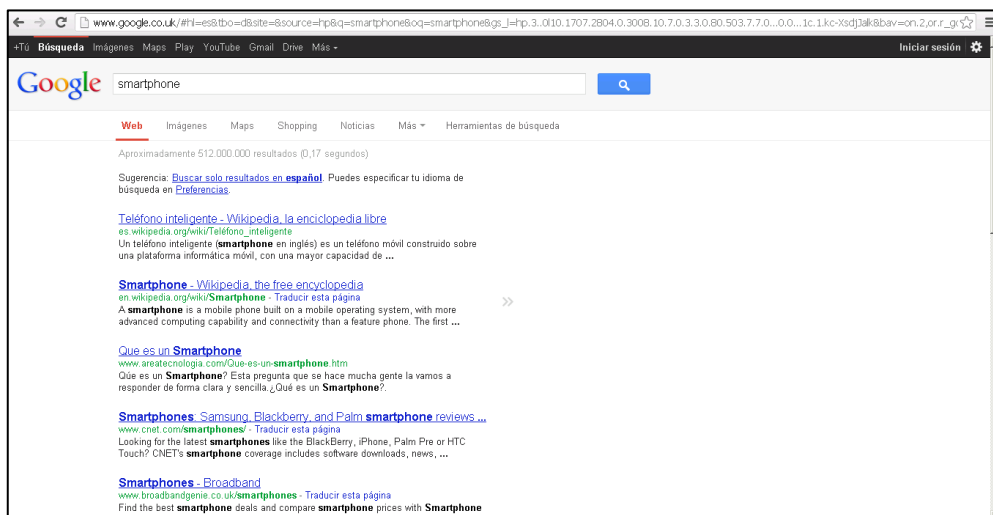 www.google.co.uk/#hl=es&tbo=d&site=&source=hp&q=smartphone&oq=smartphone&gs_l=hp.3..0l10.1707.2804.0.3008.10.7.0.3.3.0.80.503.7.7.0...0.0...1c.1.kc-XsdjJalk&bav=on.2,or.r_gc
+Tú Búsqueda Imágenes Maps Play YouTube Gmail Drive Más Iniciar sesión
Google smartphone
Web Imágenes Maps Shopping Noticias Más Herramientas de búsqueda
Aproximadamente 512.000.000 resultados (0,17 segundos)
Sugerencia: Buscar solo resultados en español. Puedes especificar tu idioma de
búsqueda en Preferencias.
Teléfono inteligente - Wikipedia, la enciclopedia libre
es.wikipedia.org/wiki/Teléfono_inteligente
Un teléfono inteligente (smartphone en inglés) es un teléfono móvil construido sobre
una plataforma informática móvil, con una mayor capacidad de ...
Smartphone - Wikipedia, the free encyclopedia
en.wikipedia.org/wiki/Smartphone - Traducir esta página
A smartphone is a mobile phone built on a mobile operating system, with more
advanced computing capability and connectivity than a feature phone. The first ...
Que es un Smartphone
www.areatecnologia.com/Que-es-un-smartphone.htm
Qúe es un Smartphone? Esta pregunta que se hace mucha gente la vamos a
responder de forma clara y sencilla.¿Qué es un Smartphone?.
Smartphones: Samsung, Blackberry, and Palm smartphone reviews ...
www.cnet.com/smartphones/ - Traducir esta página
Looking for the latest smartphones like the BlackBerry, iPhone, Palm Pre or HTC
Touch? CNET's smartphone coverage includes software downloads, news, ...
Smartphones - Broadband
www.broadbandgenie.co.uk/smartphones - Traducir esta página
Find the best smartphone deals and compare smartphone prices with Smartphone